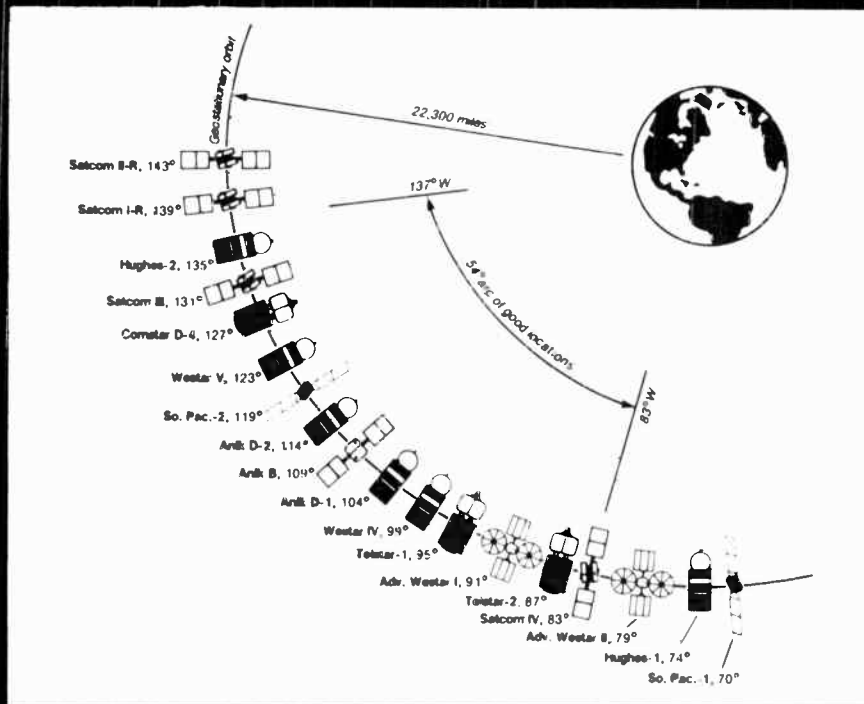 Geostationary orbit
22,300 miles
Satcom II-R, 143°
137° W
Satcom I-R, 139°
Hughes-2, 135°
54° arc of good locations
Satcom III, 131°
Comstar D-4, 127°
Westar V, 123°
83° W
So. Pac.-2, 119°
Anik D-2, 114°
Anik B, 109°
Anik D-1, 104°
Westar IV, 99°
Telstar-1, 95°
Adv. Westar I, 91°
Telstar-2, 87°
Satcom IV, 83°
Adv. Westar II, 79°
Hughes-1, 74°
So. Pac.-1, 70°